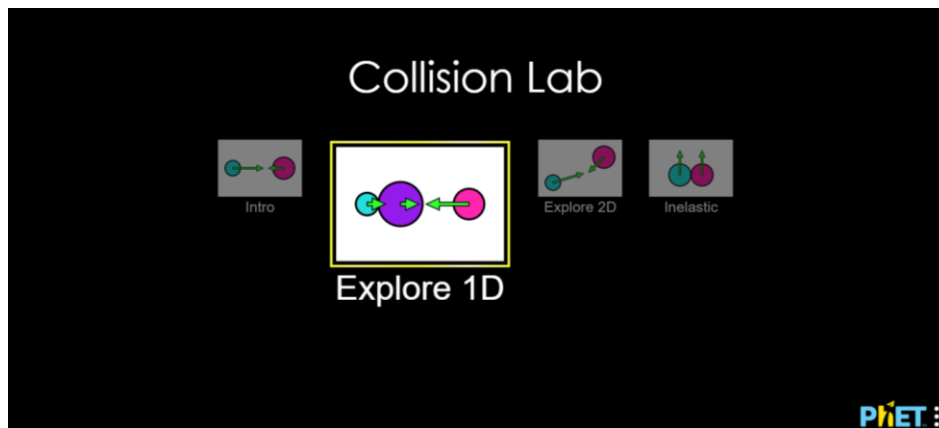 Collision Lab
Intro
Explore 1D
Explore 2D
Inelastic
PhET